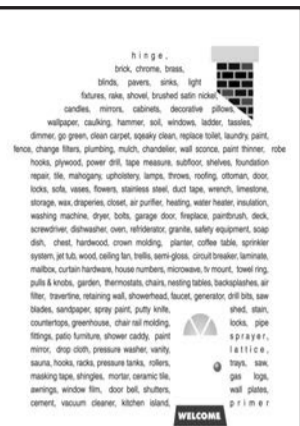 hinge,
brick, chrome, brass,
blinds, pavers, sinks, light
fixtures, rake, shovel, brushed satin nickel,
candles, mirrors, cabinets, decorative pillows,
wallpaper, caulking, hammer, soil, windows, ladder, tassles,
dimmer, go green, clean carpet, sqeaky clean, replace toilet, laundry, paint,
fence, change filters, plumbing, mulch, chandelier, wall sconce, paint thinner, robe
hooks, plywood, power drill, tape measure, subfloor, shelves, foundation
repair, tile, mahogany, upholstery, lamps, throws, roofing, ottoman, door,
locks, sofa, vases, flowers, stainless steel, duct tape, wrench, limestone,
storage, wax, draperies, closet, air purifier, heating, water heater, insulation,
washing machine, dryer, bolts, garage door, fireplace, paintbrush, deck,
screwdriver, dishwasher, oven, refriderator, granite, safety equipment, soap
dish, chest, hardwood, crown molding, planter, coffee table, sprinkler
system, jet tub, wood, ceiling fan, trellis, semi-gloss, circuit breaker, laminate,
mailbox, curtain hardware, house numbers, microwave, tv mount, towel ring,
pulls & knobs, garden, thermostats, chairs, nesting tables, backsplashes, air
filter, travertine, retaining wall, showerhead, faucet, generator, drill bits, saw
blades, sandpaper, spray paint, putty knife, shed, stain,
countertops, greenhouse, chair rail molding, locks, pipe
fittings, patio furniture, shower caddy, paint sprayer,
mirror, drop cloth, pressure washer, vanity, lattice,
sauna, hooks, racks, pressure tanks, rollers, trays, saw,
masking tape, shingles, mortar, ceramic tile, gas logs,
awnings, window film, door bell, shutters, wall plates,
cement, vacuum cleaner, kitchen island, primer
WELCOME